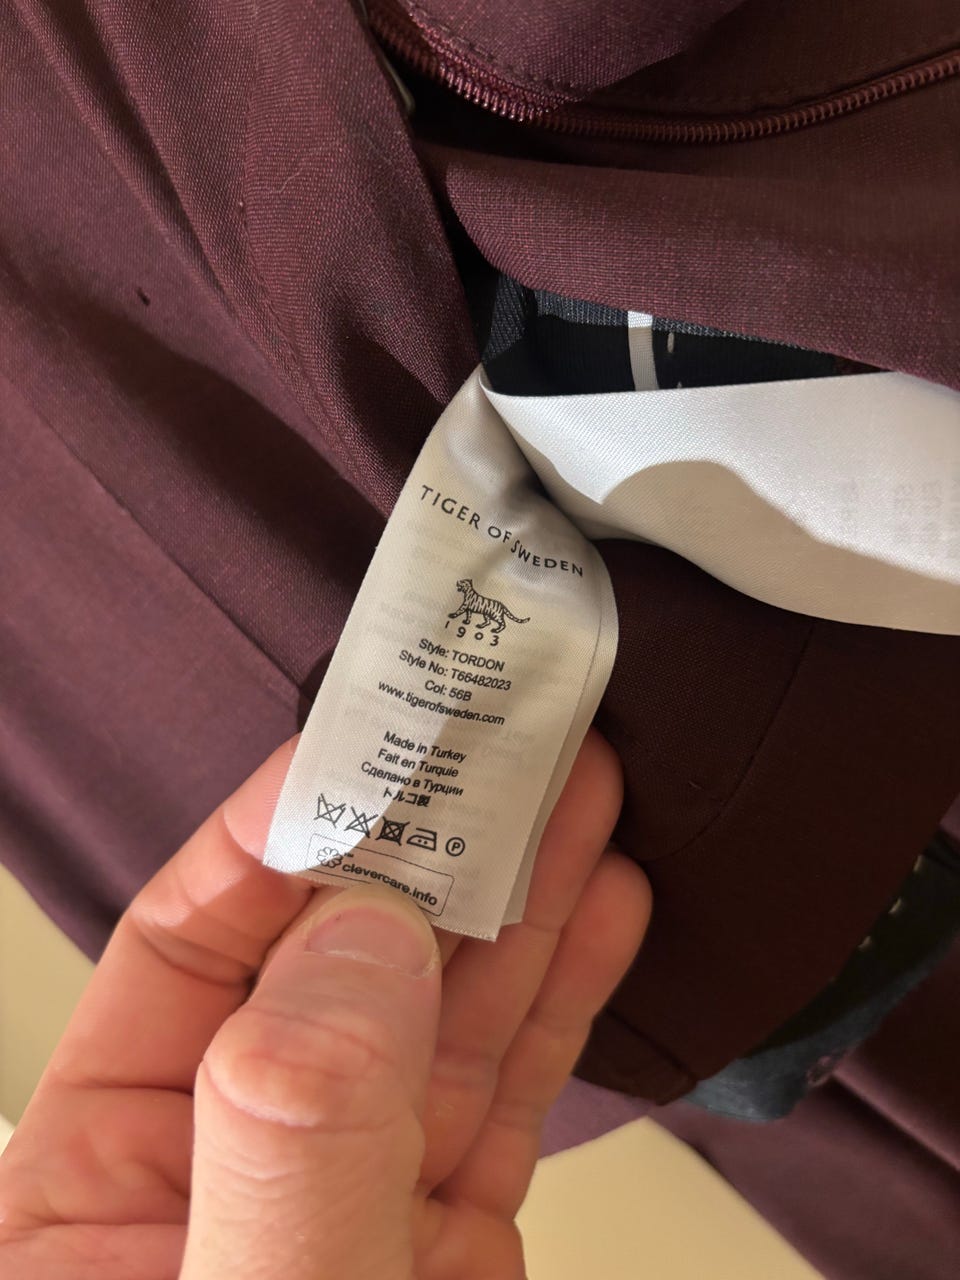 TIGER OF SWEDEN
1903
Style: TORDON
Style No: T66482023
Col: 56B
www.tigerofsweden.com
Made in Turkey
Fait en Turquie
Сделано в Турции
トルコ製
P
™
clevercare.info